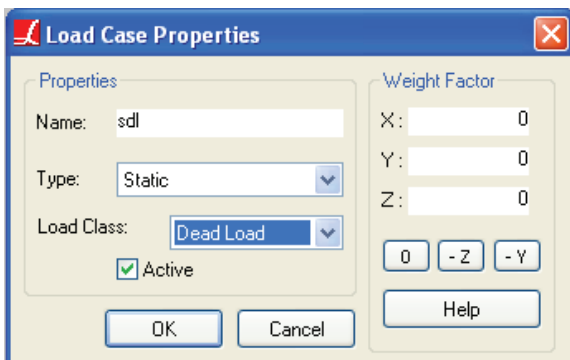 Load Case Properties
Properties
Name: sdl
Type: Static
Load Class: Dead Load
Active
OK Cancel
Weight Factor
X: 0
Y: 0
Z: 0
0 -Z -Y
Help